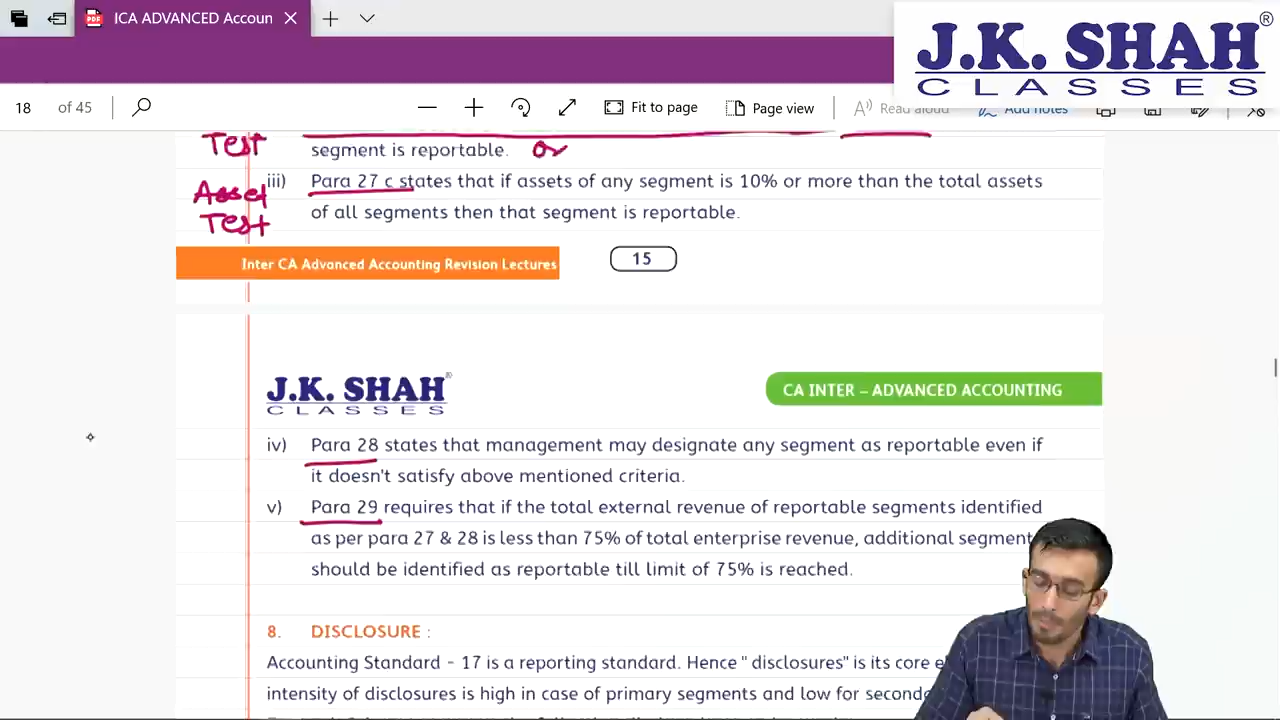 ICA ADVANCED Accoun
J.K. SHAH ®
CLASSES
18 of 45
Fit to page
Page view
Read aloud
Add notes
Test
segment is reportable. or
Asset Test
iii) Para 27 c states that if assets of any segment is 10% or more than the total assets
of all segments then that segment is reportable.
Inter CA Advanced Accounting Revision Lectures
15
J.K. SHAH ®
CLASSES
CA INTER – ADVANCED ACCOUNTING
iv) Para 28 states that management may designate any segment as reportable even if
it doesn't satisfy above mentioned criteria.
v) Para 29 requires that if the total external revenue of reportable segments identified
as per para 27 & 28 is less than 75% of total enterprise revenue, additional segment
should be identified as reportable till limit of 75% is reached.
8. DISCLOSURE :
Accounting Standard - 17 is a reporting standard. Hence " disclosures" is its core
intensity of disclosures is high in case of primary segments and low for